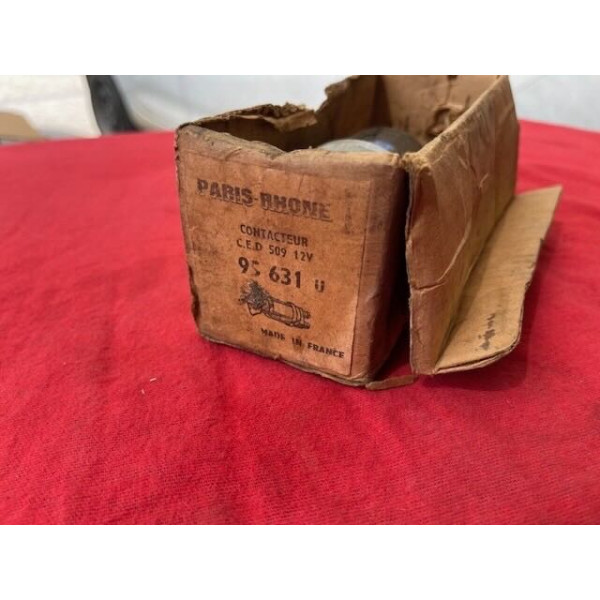 PARIS-RHONE
CONTACTEUR
C.E.D 509 12V
95 631 U
MADE IN FRANCE